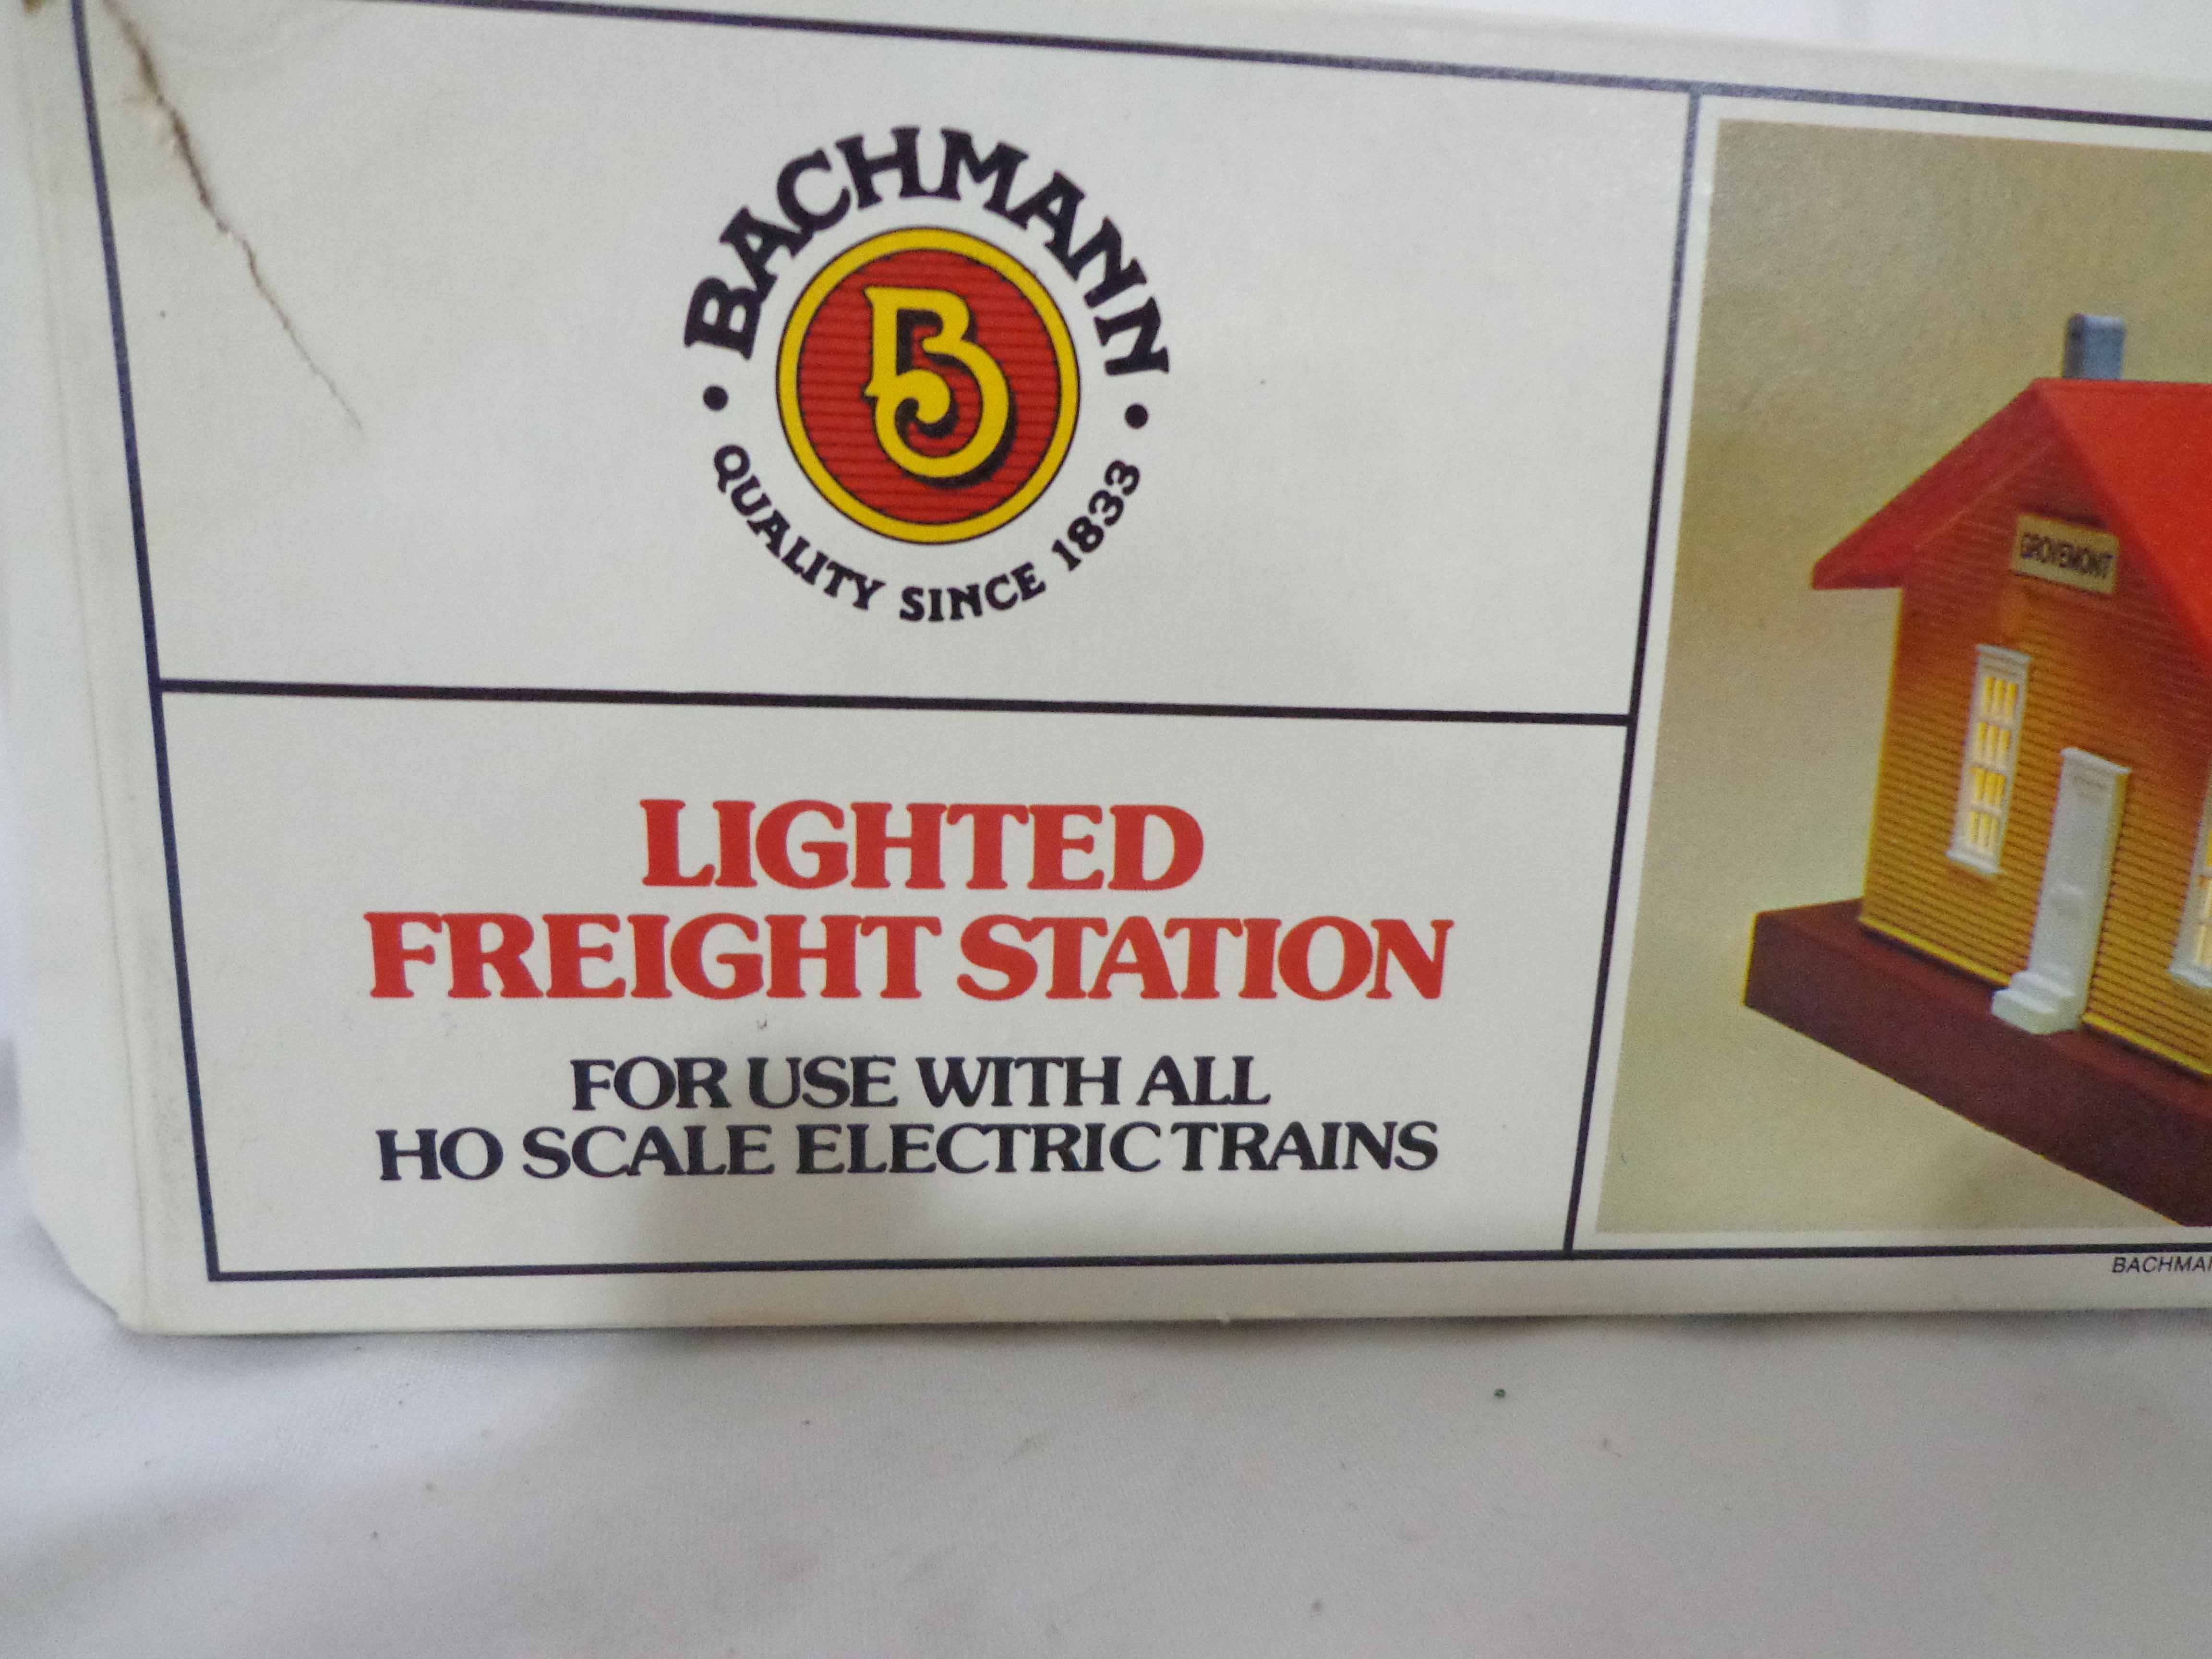 BACHMANN
B
• QUALITY SINCE 1833 •
LIGHTED
FREIGHT STATION
FOR USE WITH ALL
HO SCALE ELECTRIC TRAINS
GROVEMONT